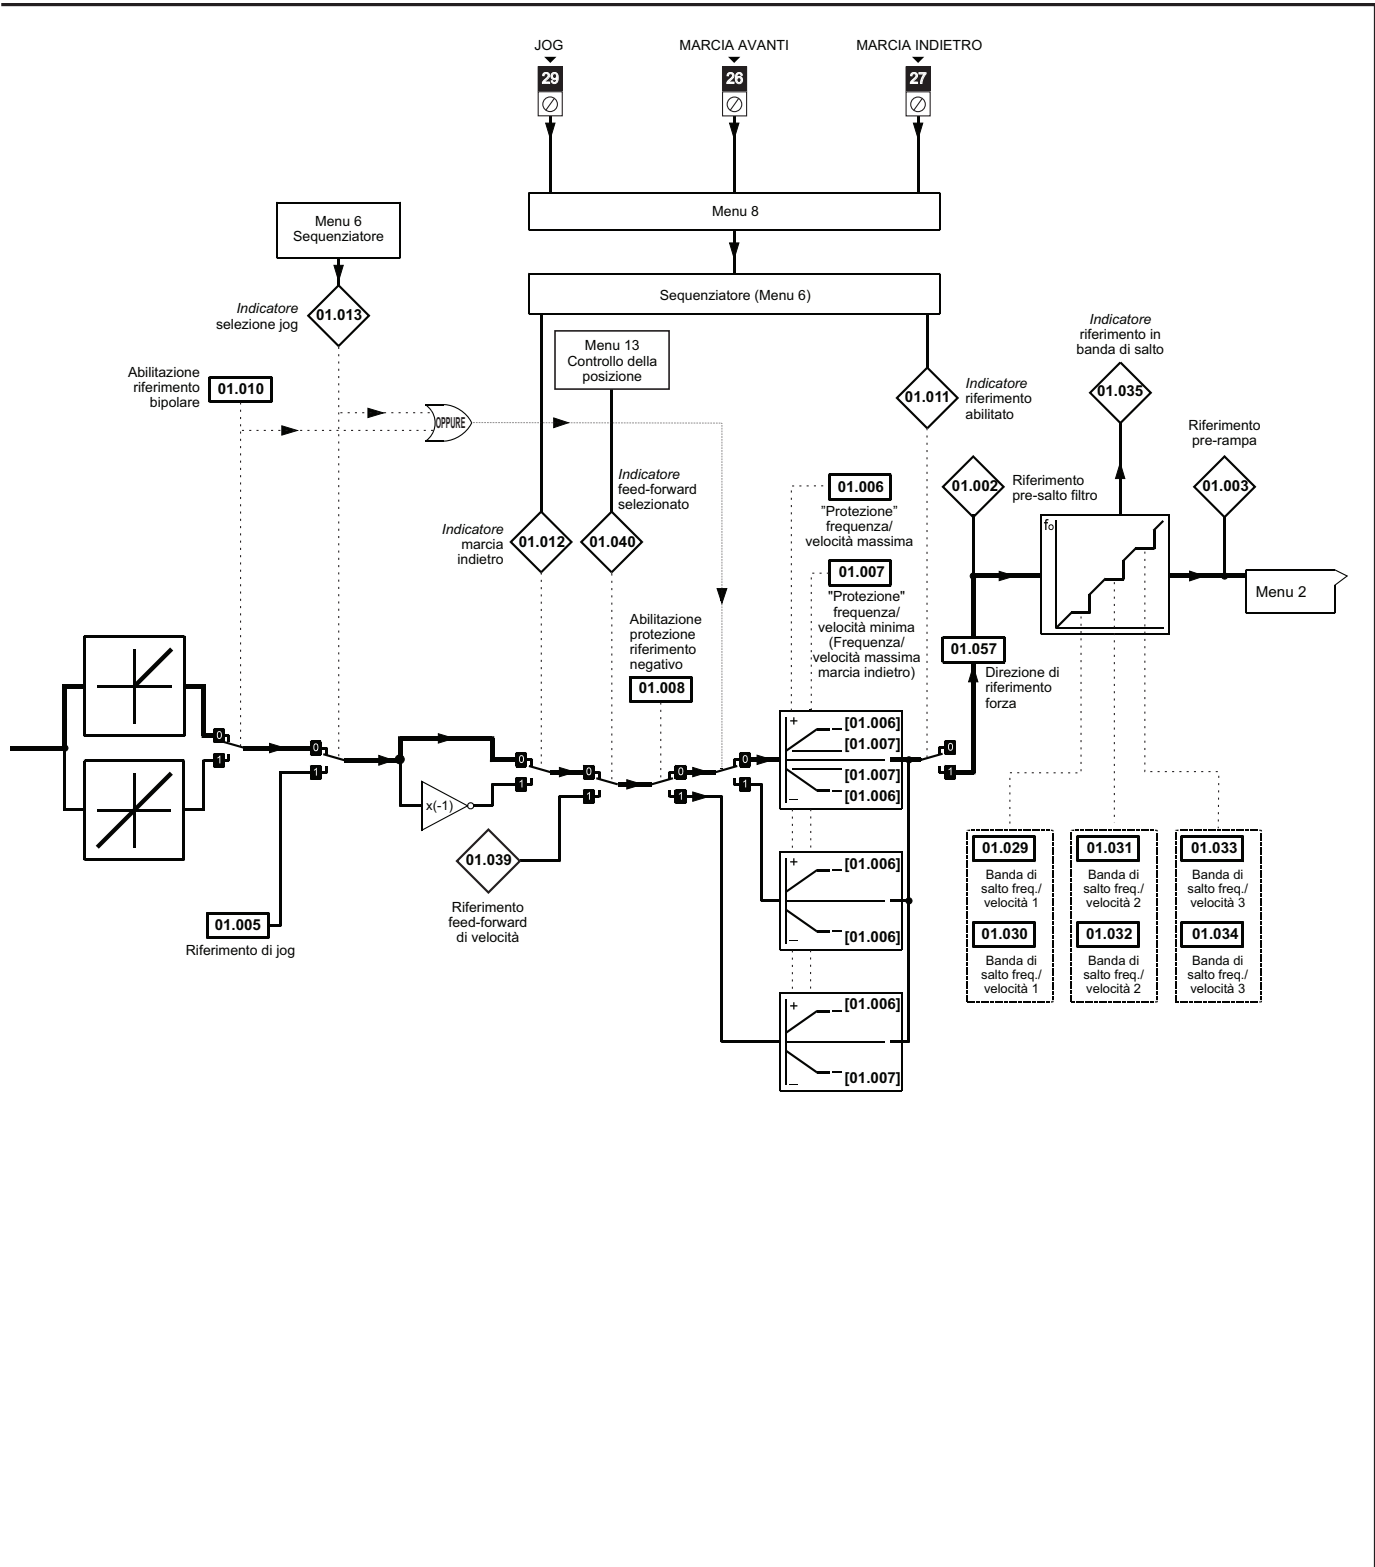 JOG
MARCIA AVANTI
MARCIA INDIETRO
29
26
27
Menu 8
Menu 6
Sequenziatore
Sequenziatore (Menu 6)
Indicatore
selezione jog
01.013
Menu 13
Controllo della
posizione
Indicatore
riferimento in
banda di salto
01.035
Abilitazione
riferimento
bipolare
01.010
01.011
Indicatore
riferimento
abilitato
OPPURE
Riferimento
pre-rampa
01.003
Indicatore
feed-forward
selezionato
01.006
"Protezione"
frequenza/
velocità massima
01.002
Riferimento
pre-salto filtro
Indicatore
marcia
indietro
01.012
01.040
fo
01.007
"Protezione"
frequenza/
velocità minima
(Frequenza/
velocità massima
marcia indietro)
Menu 2
Abilitazione
protezione
riferimento
negativo
01.008
01.057
Direzione di
riferimento
forza
0
1
0
1
x(-1)
0
1
0
1
0
1
0
1
+
[01.006]
[01.007]
[01.007]
[01.006]
_
0
1
01.039
Riferimento
feed-forward
di velocità
+
[01.006]
[01.006]
_
01.005
Riferimento di jog
01.029
Banda di
salto freq./
velocità 1
01.030
Banda di
salto freq./
velocità 1
01.031
Banda di
salto freq./
velocità 2
01.032
Banda di
salto freq./
velocità 2
01.033
Banda di
salto freq./
velocità 3
01.034
Banda di
salto freq./
velocità 3
+
[01.006]
[01.007]
_